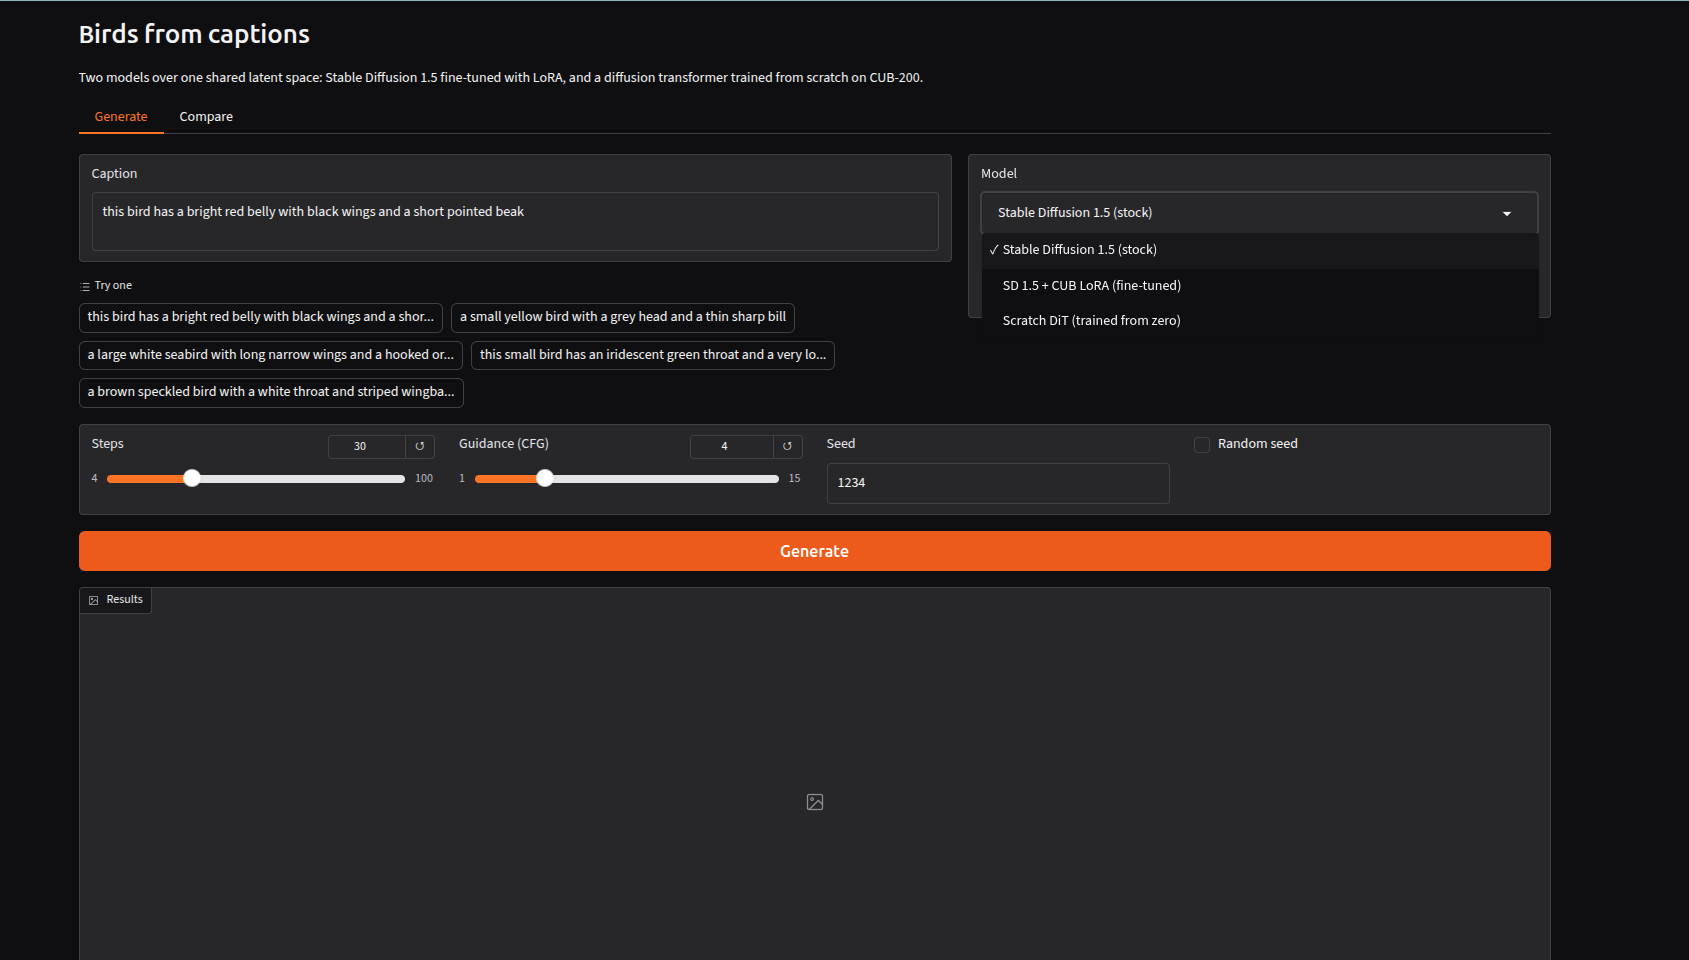 Birds from captions
Two models over one shared latent space: Stable Diffusion 1.5 fine-tuned with LoRA, and a diffusion transformer trained from scratch on CUB-200.
Generate Compare
Caption
this bird has a bright red belly with black wings and a short pointed beak
Model
Stable Diffusion 1.5 (stock)
✓ Stable Diffusion 1.5 (stock)
SD 1.5 + CUB LoRA (fine-tuned)
Scratch DiT (trained from zero)
Try one
this bird has a bright red belly with black wings and a shor...
a small yellow bird with a grey head and a thin sharp bill
a large white seabird with long narrow wings and a hooked or...
this small bird has an iridescent green throat and a very lo...
a brown speckled bird with a white throat and striped wingba...
Steps
30
4 100
Guidance (CFG)
4
1 15
Seed
1234
Random seed
Generate
Results